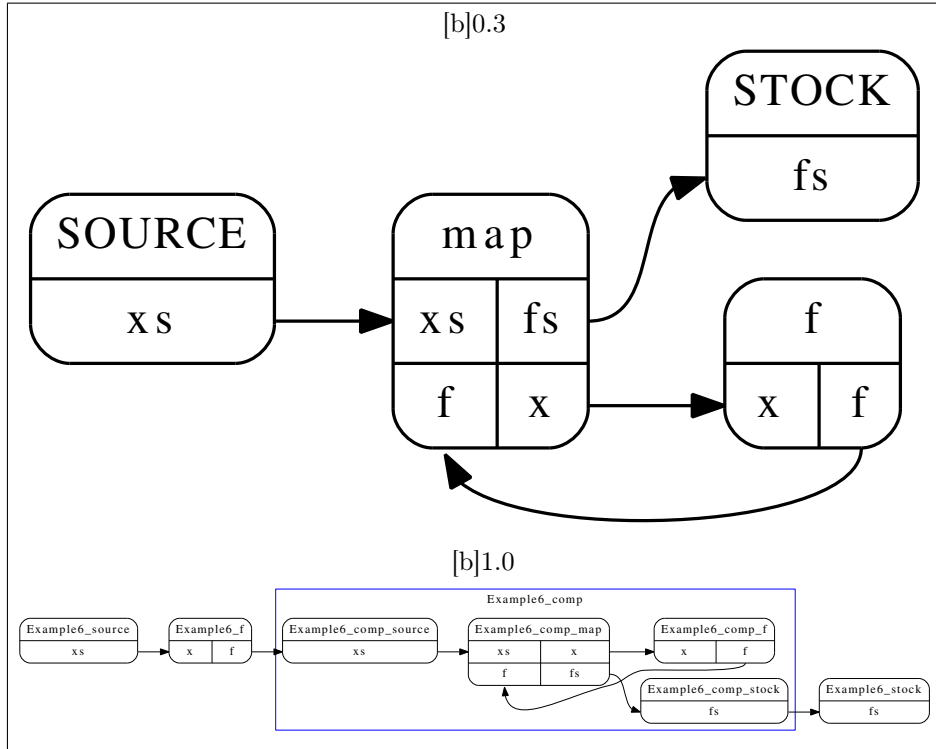 [b]0.3
STOCK
fs
SOURCE
xs
map
xs fs
f x
f
x f
[b]1.0
Example6_comp
Example6_source
xs
Example6_f
x f
Example6_comp_source
xs
Example6_comp_map
xs x
f fs
Example6_comp_f
x f
Example6_comp_stock
fs
Example6_stock
fs